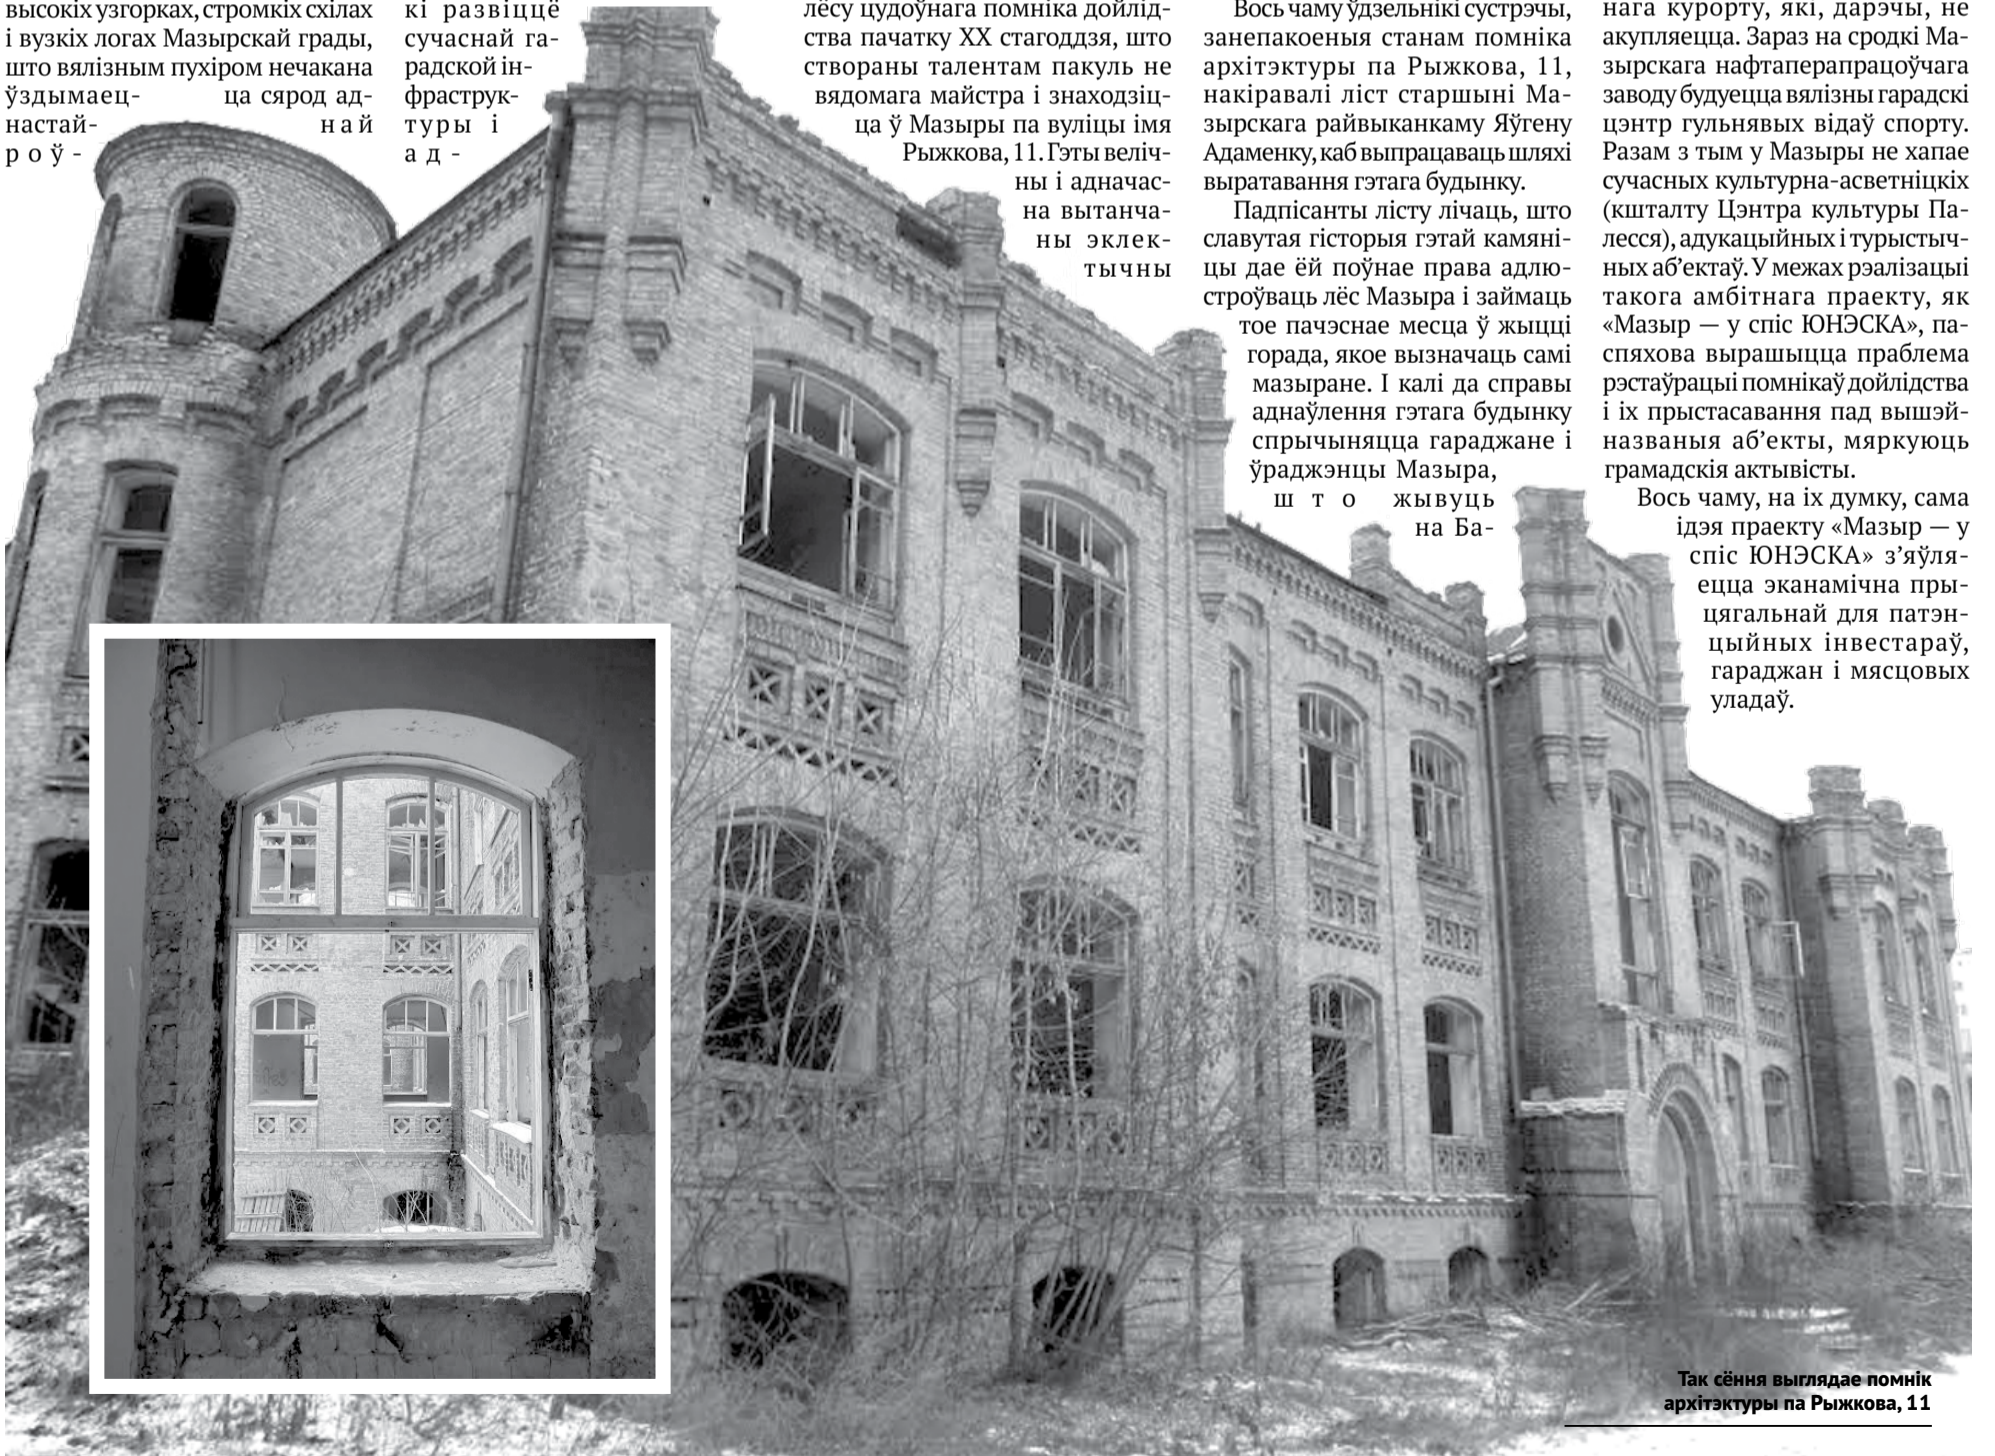 высокіх узгорках, стромкіх схілах
і вузкіх логах Мазырскай грады,
што вялізным пухіром нечакана
ўздымаец- ца сярод ад-
настай- най
роў-
кі развіццё
сучаснай га-
радской ін-
фраструк-
туры і
ад-
лёсу цудоўнага помніка дойлід-
ства пачатку XX стагоддзя, што
створаны талентам пакуль не
вядомага майстра і знаходзіц-
ца ў Мазыры па вуліцы імя
Рыжкова, 11. Гэты веліч-
ны і адначас-
на вытанча-
ны эклек-
тычны
Вось чаму ўдзельнікі сустрэчы,
занепакоеныя станам помніка
архітэктуры па Рыжкова, 11,
накіравалі ліст старшыні Ма-
зырскага райвыканкаму Яўгену
Адаменку, каб выпрацаваць шляхі
выратавання гэтага будынку.
Падпісанты лісту лічаць, што
славутая гісторыя гэтай камяні-
цы дае ёй поўнае права адлю-
строўваць лёс Мазыра і займаць
тое пачэснае месца ў жыцці
горада, якое вызначаць самі
мазыране. І калі да справы
аднаўлення гэтага будынку
спрычыняцца гараджане і
ўраджэнцы Мазыра,
што жывуць
на Ба-
нага курорту, які, дарэчы, не
акупляецца. Зараз на сродкі Ма-
зырскага нафтаперапрацоўчага
заводу будуецца вялізны гарадскі
цэнтр гульнявых відаў спорту.
Разам з тым у Мазыры не хапае
сучасных культурна-асветніцкіх
(кшталту Цэнтра культуры Па-
лесся), адукацыйных і турыстыч-
ных аб’ектаў. У межах рэалізацыі
такога амбітнага праекту, як
«Мазыр — у спіс ЮНЭСКА», па-
спяхова вырашыцца праблема
рэстаўрацыі помнікаў дойлідства
і іх прыстасавання пад вышэй-
названыя аб’екты, мяркуюць
грамадскія актывісты.
Вось чаму, на іх думку, сама
ідэя праекту «Мазыр — у
спіс ЮНЭСКА» з’яўля-
ецца эканамічна пры-
цягальнай для патэн-
цыйных інвестараў,
гараджан і мясцовых
уладаў.
Так сёння выглядае помнік
архітэктуры па Рыжкова, 11